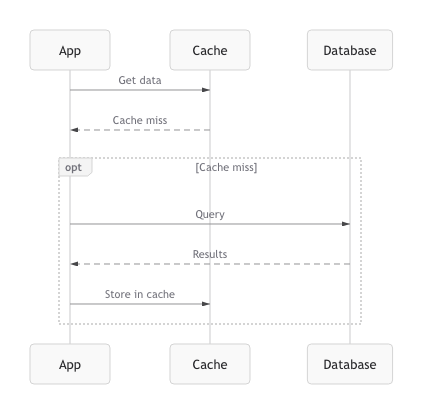 App Cache Database
Get data
Cache miss
opt [Cache miss]
Query
Results
Store in cache
App Cache Database